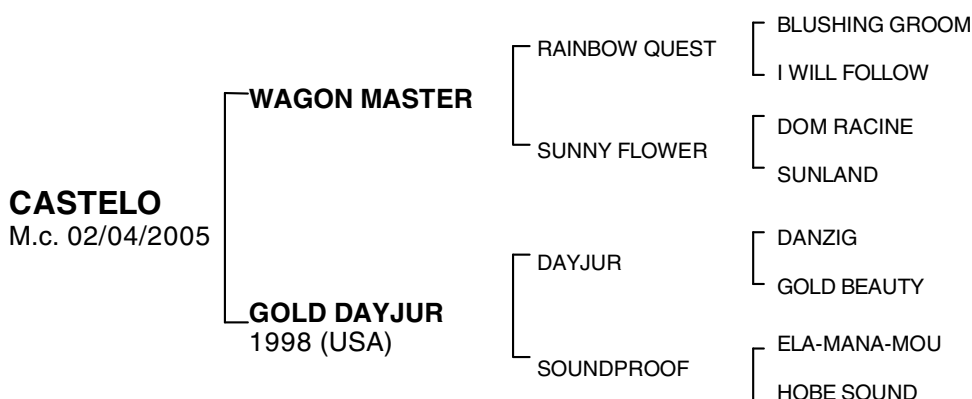 BLUSHING GROOM
RAINBOW QUEST
I WILL FOLLOW
WAGON MASTER
DOM RACINE
SUNNY FLOWER
SUNLAND
CASTELO
M.c. 02/04/2005
DANZIG
DAYJUR
GOLD BEAUTY
GOLD DAYJUR
1998 (USA)
ELA-MANA-MOU
SOUNDPROOF
HOBE SOUND